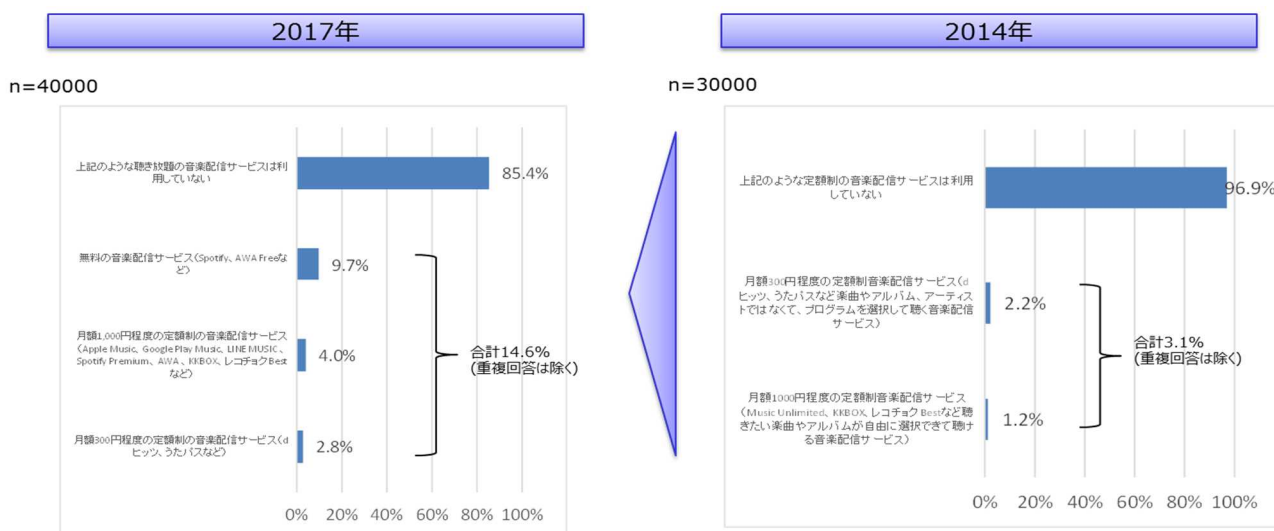 2017年
2014年
n=40000
上記のような聴き放題の音楽配信サービスは利
用していない
85.4%
無料の音楽配信サービス(Spotify、AWA Freeな
ど)
9.7%
月額1,000円程度の定額制の音楽配信サービス
(Apple Music、Google Play Music、LINE MUSIC、
Spotify Premium、AWA、KKBOX、レコチョクBest
など)
4.0%
月額300円程度の定額制の音楽配信サービス(d
ヒッツ、うたパスなど)
2.8%
合計14.6%
(重複回答は除く)
0% 20% 40% 60% 80% 100%
n=30000
上記のような定額制の音楽配信サービスは利用
していない
96.9%
月額300円程度の定額制音楽配信サービス(d
ヒッツ、うたパスなど楽曲やアルバム、アーティス
トではなくて、プログラムを選択して聴く音楽配信
サービス)
2.2%
月額1000円程度の定額制音楽配信サービス
(Music Unlimited、KKBOX、レコチョク Bestなど聴
きたい楽曲やアルバムが自由に選択できて聴け
る音楽配信サービス)
1.2%
合計3.1%
(重複回答は除く)
0% 20% 40% 60% 80% 100%